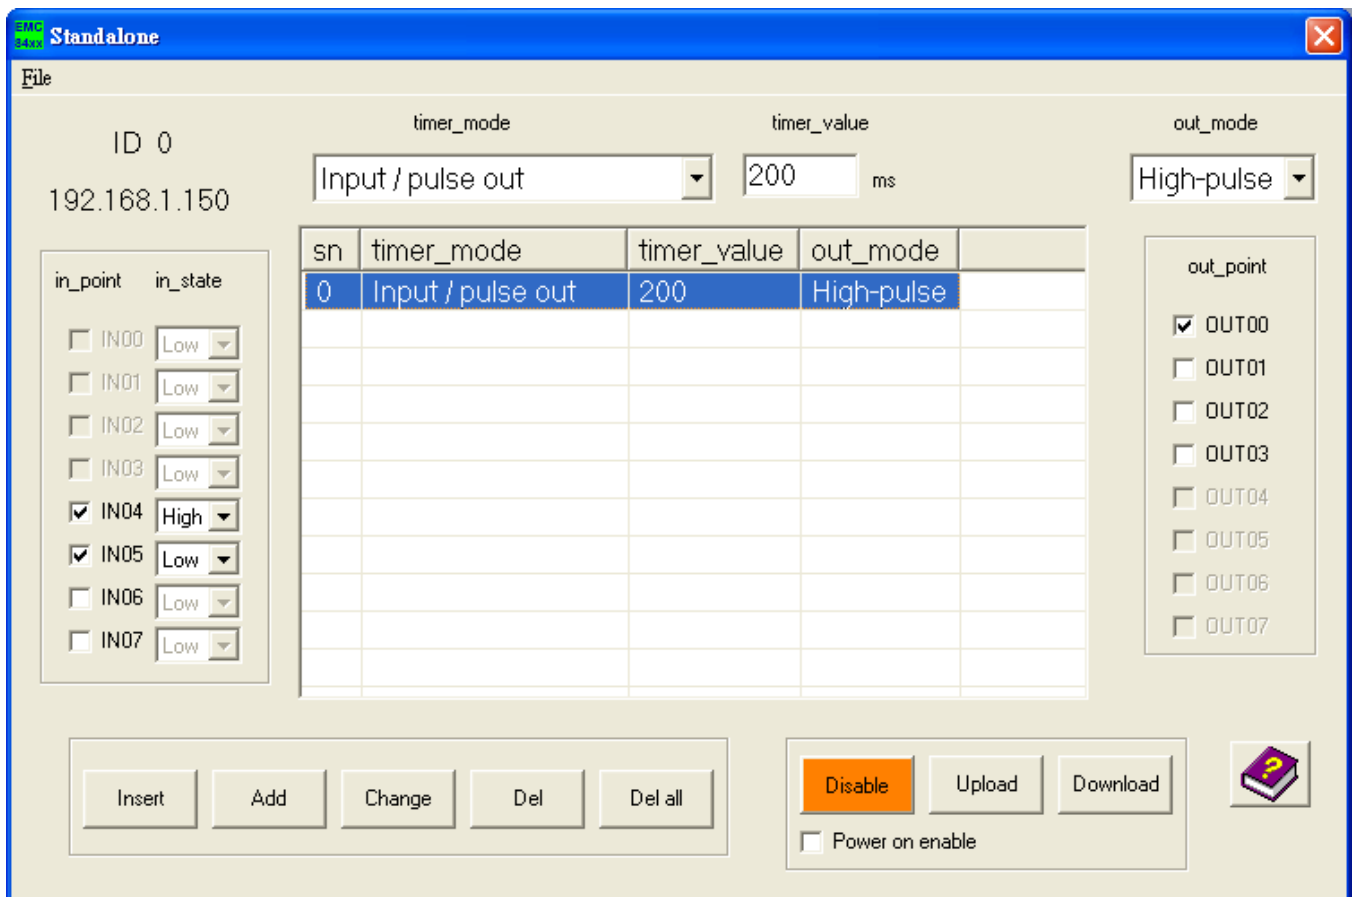 EMC
84xx
Standalone
File
ID 0
192.168.1.150
timer_mode
timer_value
out_mode
Input / pulse out
200
ms
High-pulse
in_point in_state
IN00 Low
IN01 Low
IN02 Low
IN03 Low
IN04 High
IN05 Low
IN06 Low
IN07 Low
sn timer_mode timer_value out_mode
0 Input / pulse out 200 High-pulse
out_point
OUT00
OUT01
OUT02
OUT03
OUT04
OUT05
OUT06
OUT07
Insert Add Change Del Del all
Disable Upload Download
Power on enable
?